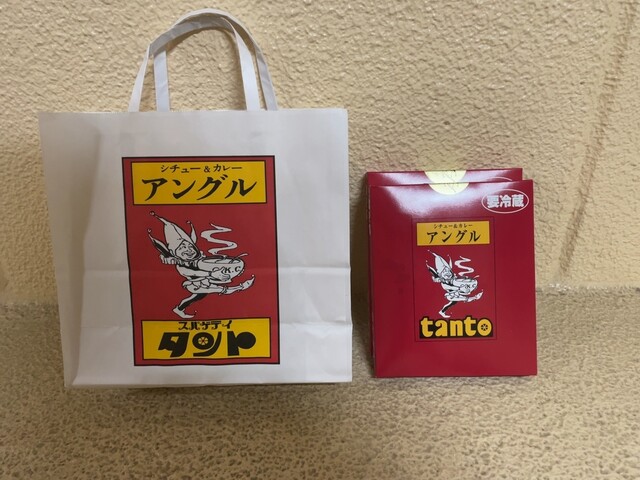 シチュー&カレー
アングル
スパゲティ
タント
要冷蔵
シチュー&カレー
アングル
tanto